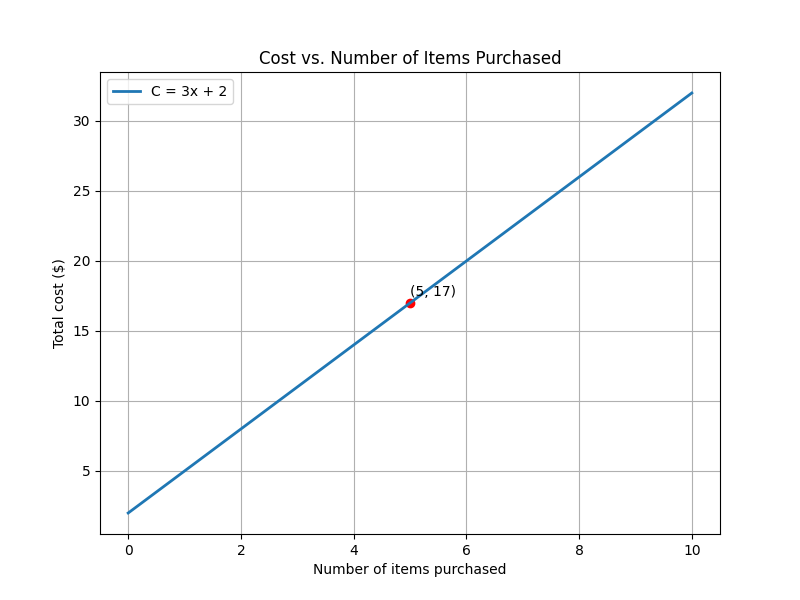 Cost vs. Number of Items Purchased
C = 3x + 2
30
25
20
15
10
5
Total cost ($)
(5, 17)
0 2 4 6 8 10
Number of items purchased